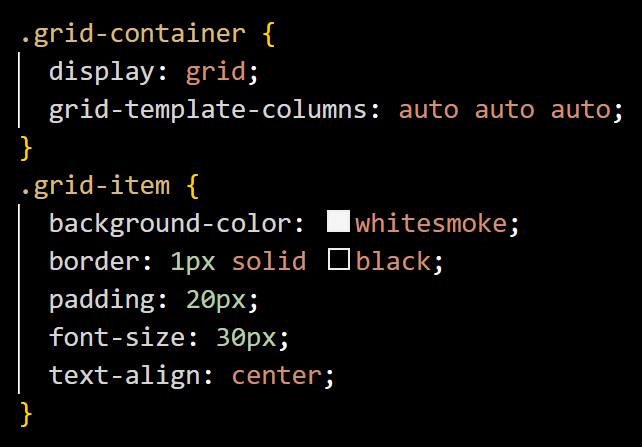 .grid-container {
  display: grid;
  grid-template-columns: auto auto auto;
}
.grid-item {
  background-color: whitesmoke;
  border: 1px solid black;
  padding: 20px;
  font-size: 30px;
  text-align: center;
}